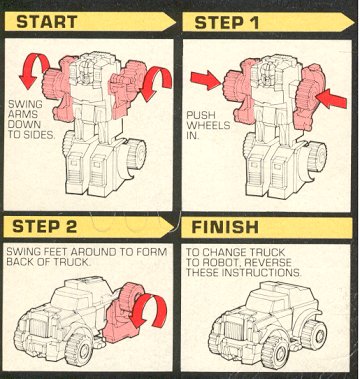 START
SWING
ARMS
DOWN
TO SIDES.
STEP 1
PUSH
WHEELS
IN.
STEP 2
SWING FEET AROUND TO FORM
BACK OF TRUCK.
FINISH
TO CHANGE TRUCK
TO ROBOT, REVERSE
THESE INSTRUCTIONS.